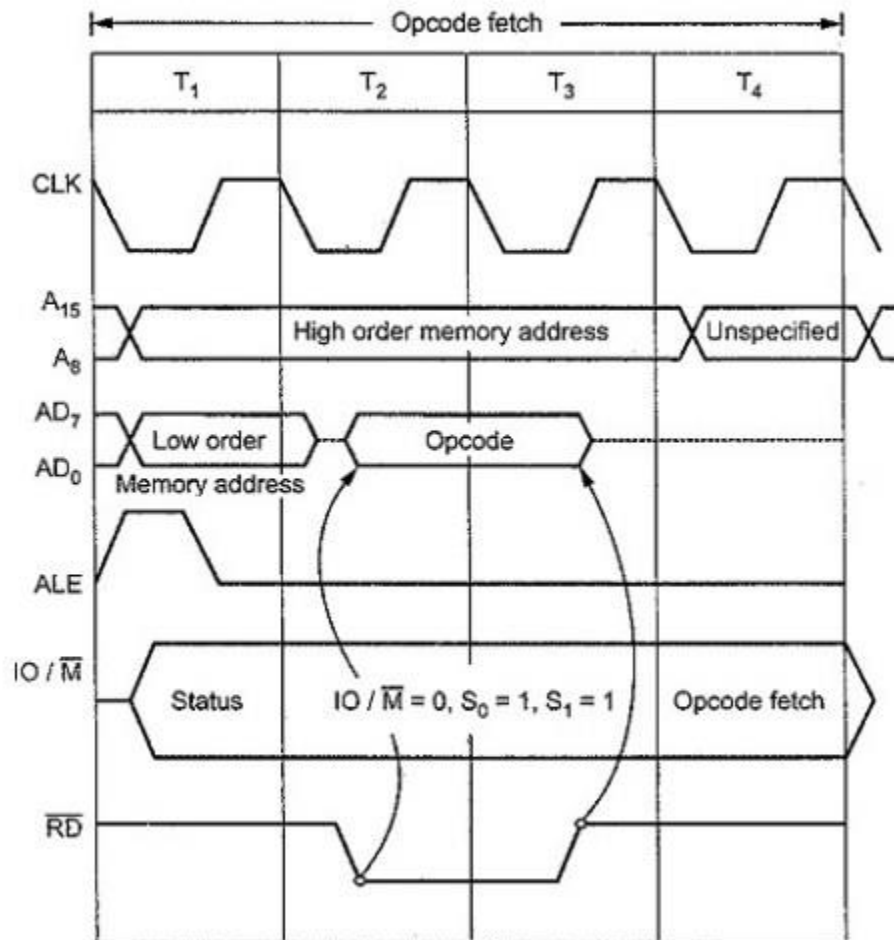 Opcode fetch
T₁ T₂ T₃ T₄
CLK
A₁₅
High order memory address Unspecified
A₈
AD₇
Low order Opcode
AD₀
Memory address
ALE
IO / M̅
Status IO / M̅ = 0, S₀ = 1, S₁ = 1 Opcode fetch
R̅D̅